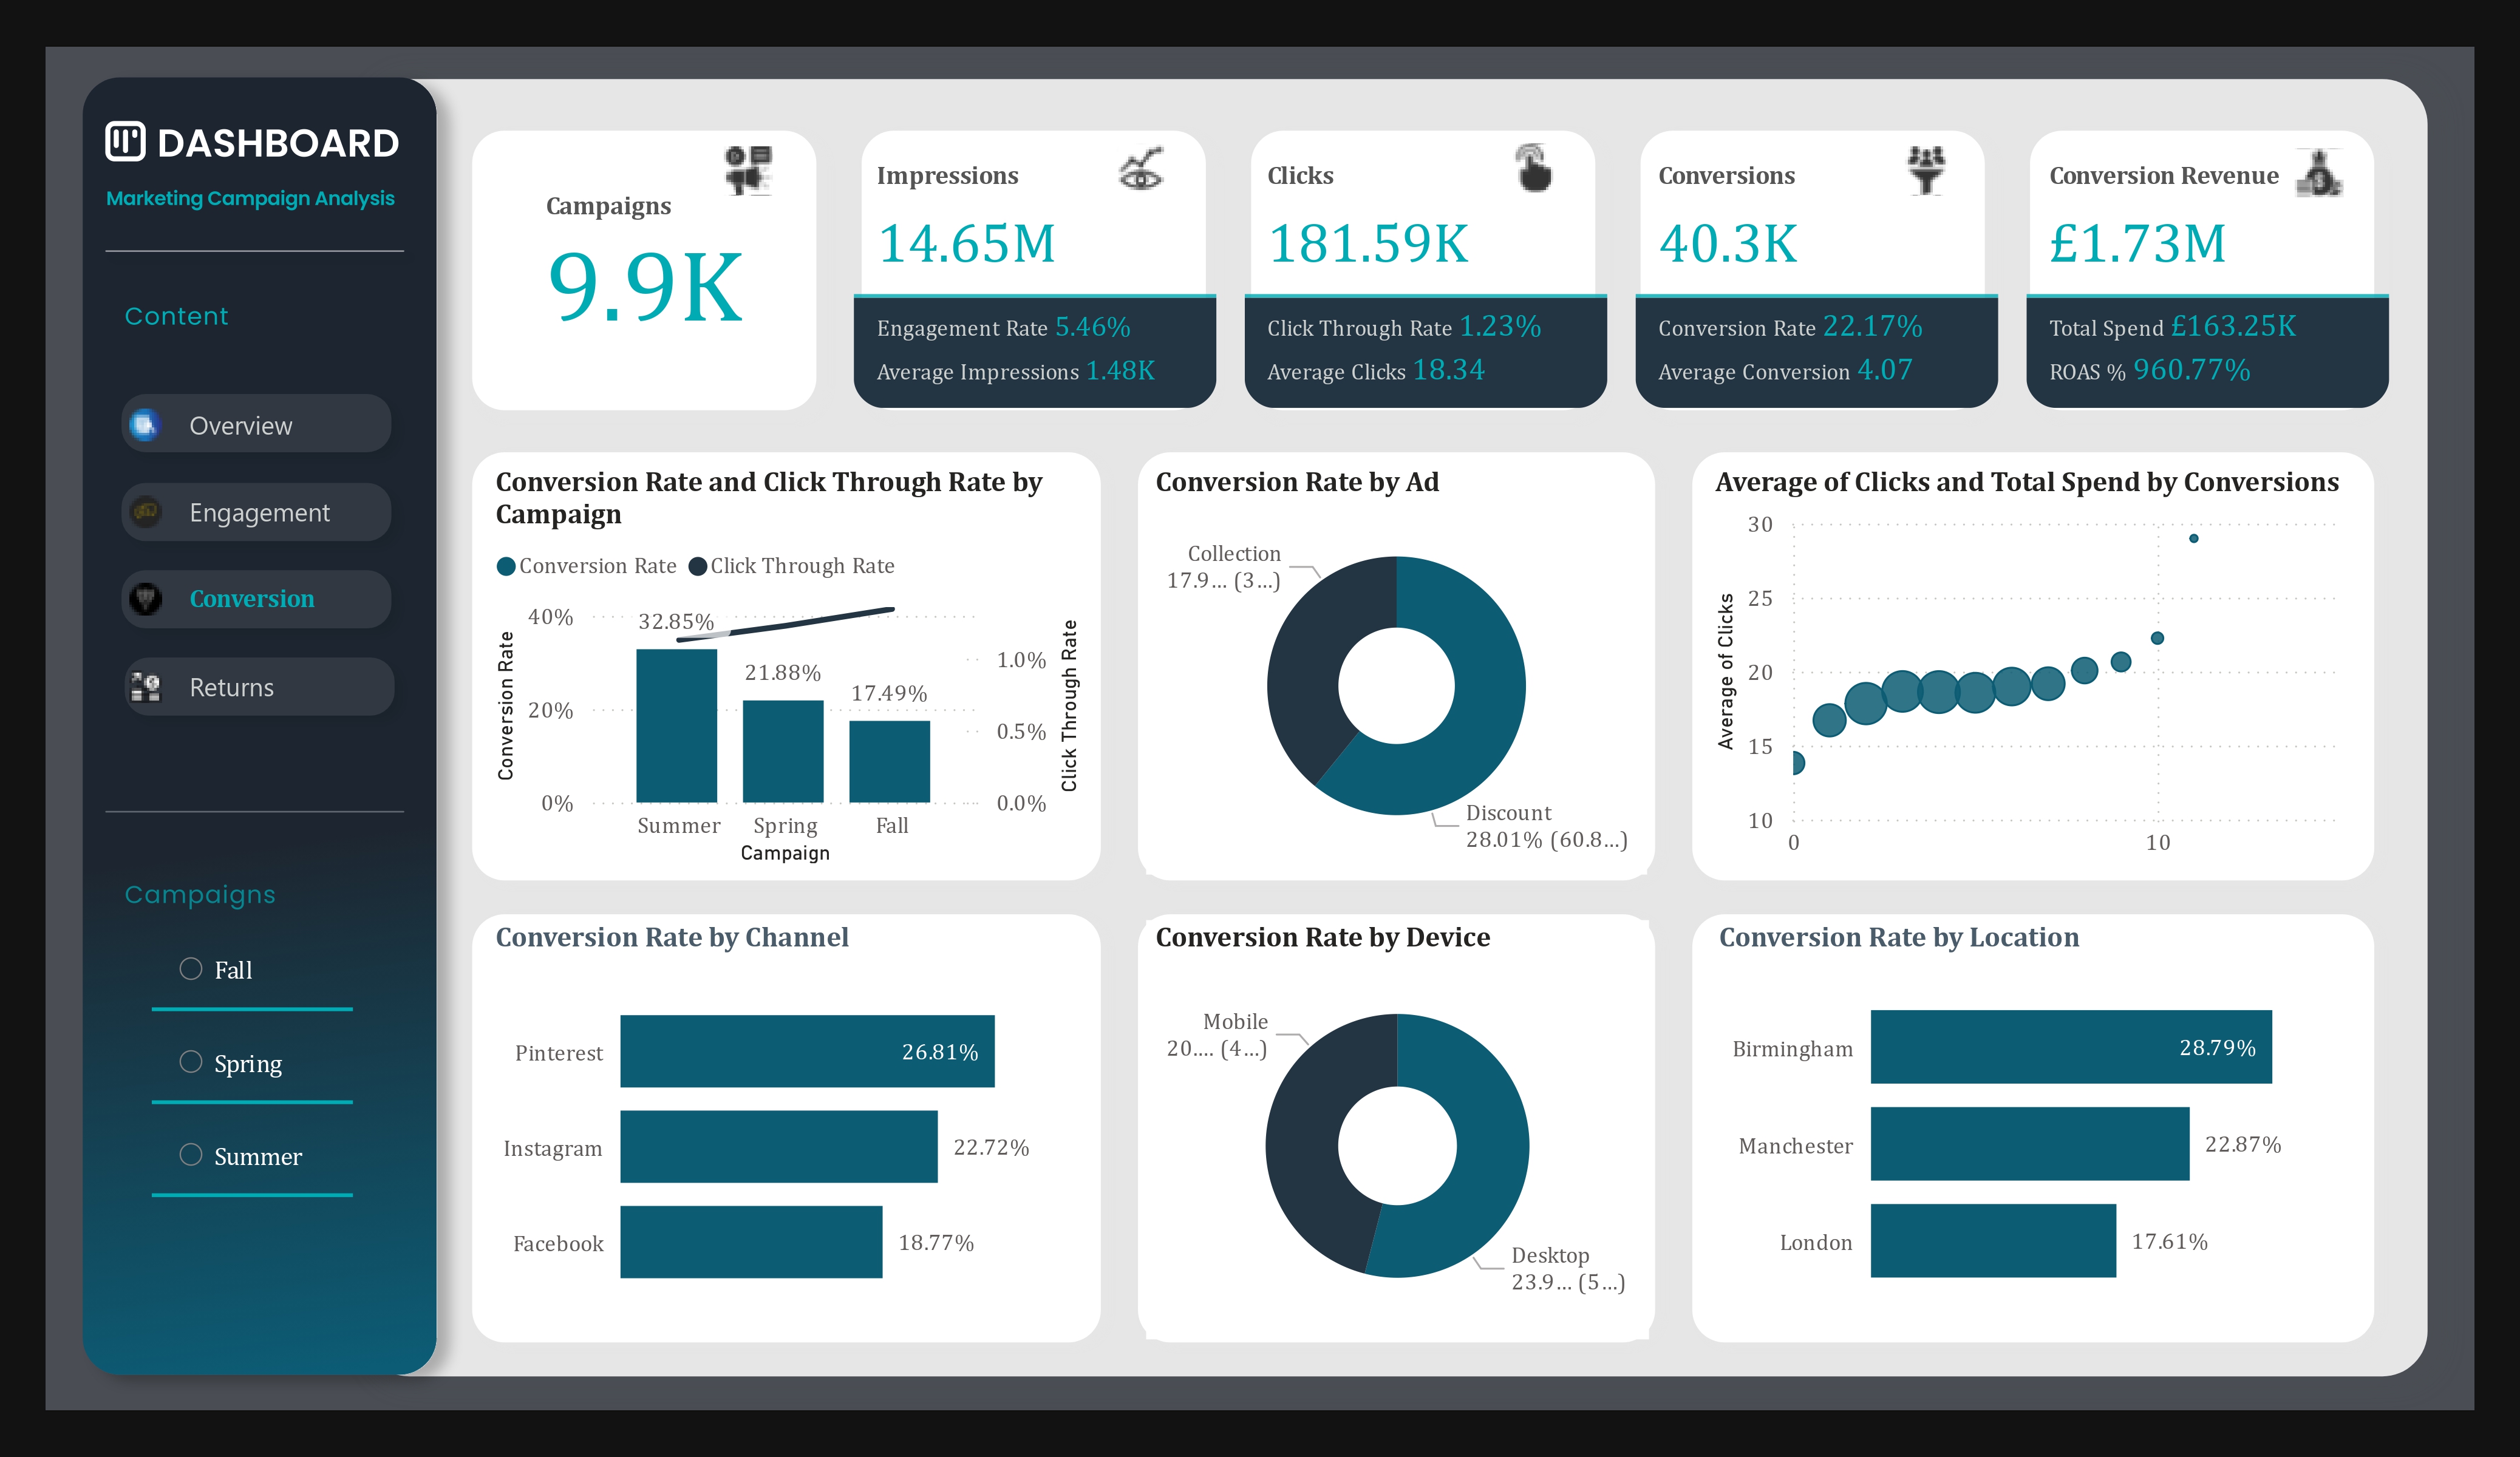 DASHBOARD
Marketing Campaign Analysis
Content
Overview
Engagement
Conversion
Returns
Campaigns
Fall
Spring
Summer
Campaigns
9.9K
Impressions
14.65M
Engagement Rate 5.46%
Average Impressions 1.48K
Clicks
181.59K
Click Through Rate 1.23%
Average Clicks 18.34
Conversions
40.3K
Conversion Rate 22.17%
Average Conversion 4.07
Conversion Revenue
£1.73M
Total Spend £163.25K
ROAS % 960.77%
Conversion Rate and Click Through Rate by
Campaign
Conversion Rate Click Through Rate
Conversion Rate
40%
20%
0%
32.85%
21.88%
17.49%
1.0%
0.5%
0.0%
Click Through Rate
Summer Spring Fall
Campaign
Conversion Rate by Ad
Collection
17.9... (3...)
Discount
28.01% (60.8...)
Average of Clicks and Total Spend by Conversions
Average of Clicks
30
25
20
15
10
0 10
Conversion Rate by Channel
Pinterest 26.81%
Instagram 22.72%
Facebook 18.77%
Conversion Rate by Device
Mobile
20.... (4...)
Desktop
23.9... (5...)
Conversion Rate by Location
Birmingham 28.79%
Manchester 22.87%
London 17.61%